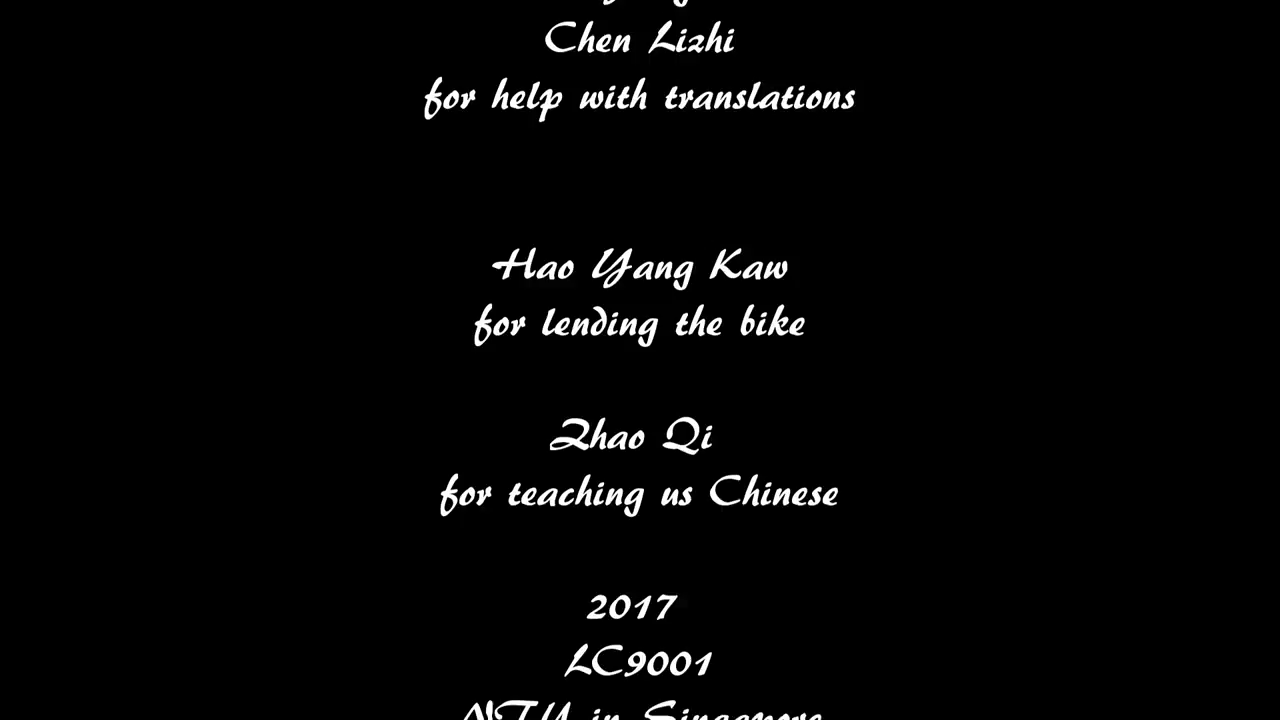 Chen Lizhi
for help with translations
Hao Yang Kaw
for lending the bike
Zhao Qi
for teaching us Chinese
2017
LC9001
NTU in Singapore